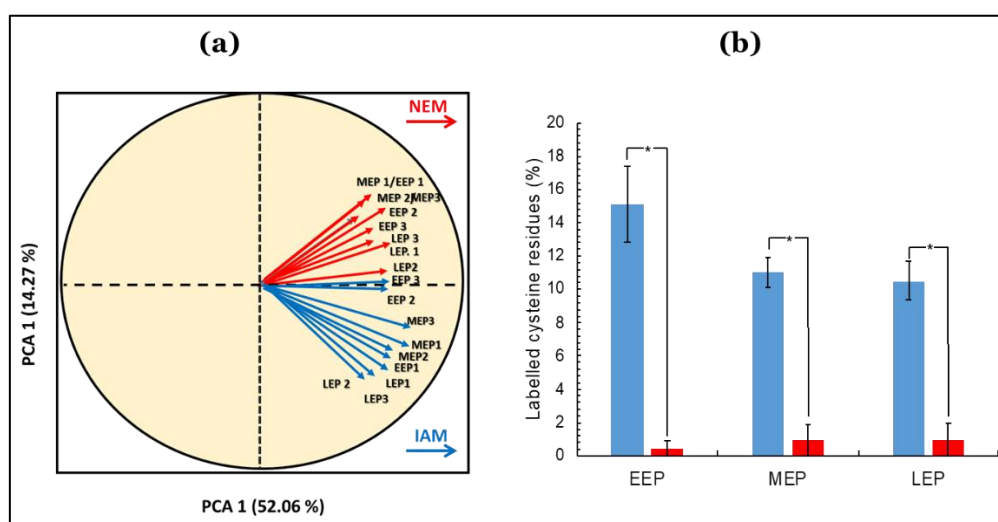 (a)
NEM
MEP 1/EEP 1
MEP 2/MEP3
EEP 2
EEP 3
LEP 3
LEP. 1
LEP2
EEP 3
EEP 2
MEP3
MEP1
MEP2
EEP1
LEP 2
LEP1
LEP3
IAM
PCA 1 (14.27 %)
PCA 1 (52.06 %)
(b)
Labelled cysteine residues (%)
20
18
16
14
12
10
8
6
4
2
0
*
*
*
EEP MEP LEP